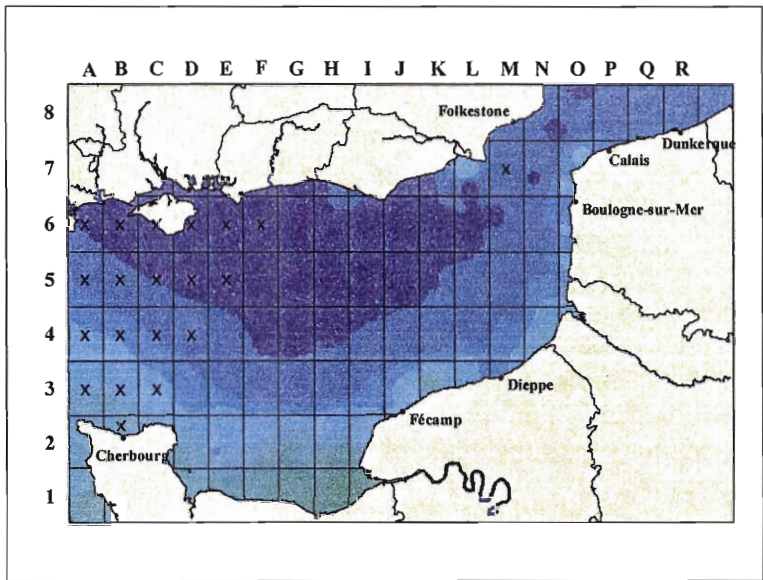 A B C D E F G H I J K L M N O P Q R
8
Folkestone
Dunkerque
7 X
Calais
6 X X X X X X
Boulogne-sur-Mer
5 X X X X X
4 X X X X
3 X X X
Dieppe
Fécamp
X
2
Cherbourg
1